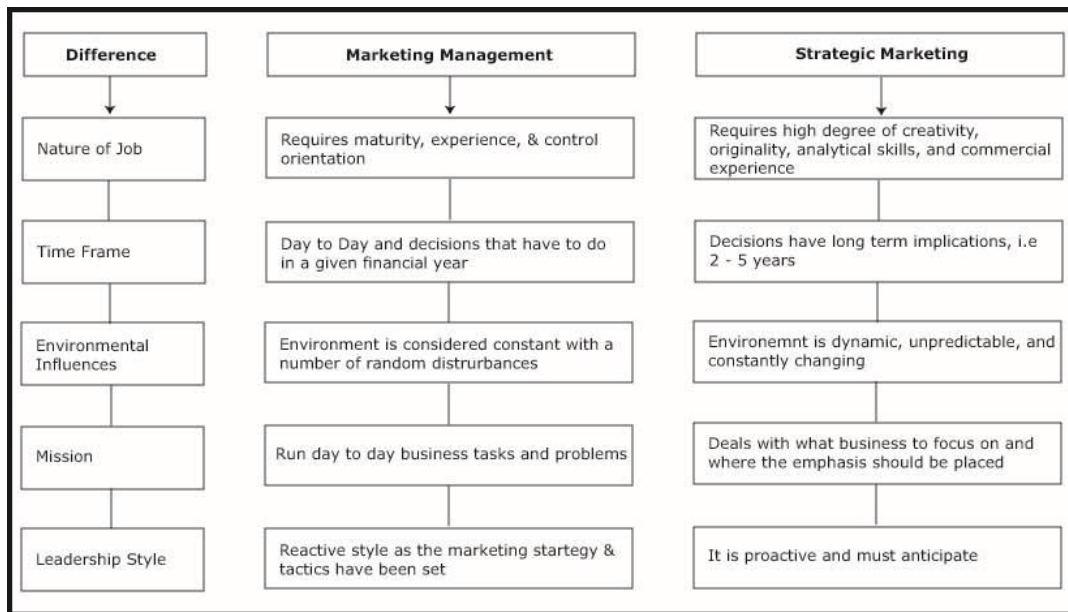 Difference
Marketing Management
Strategic Marketing
Nature of Job
Requires maturity, experience, & control
orientation
Requires high degree of creativity,
originality, analytical skills, and commercial
experience
Time Frame
Day to Day and decisions that have to do
in a given financial year
Decisions have long term implications, i.e
2 - 5 years
Environmental
Influences
Environment is considered constant with a
number of random distrurbances
Environemnt is dynamic, unpredictable, and
constantly changing
Mission
Run day to day business tasks and problems
Deals with what business to focus on and
where the emphasis should be placed
Leadership Style
Reactive style as the marketing startegy &
tactics have been set
It is proactive and must anticipate